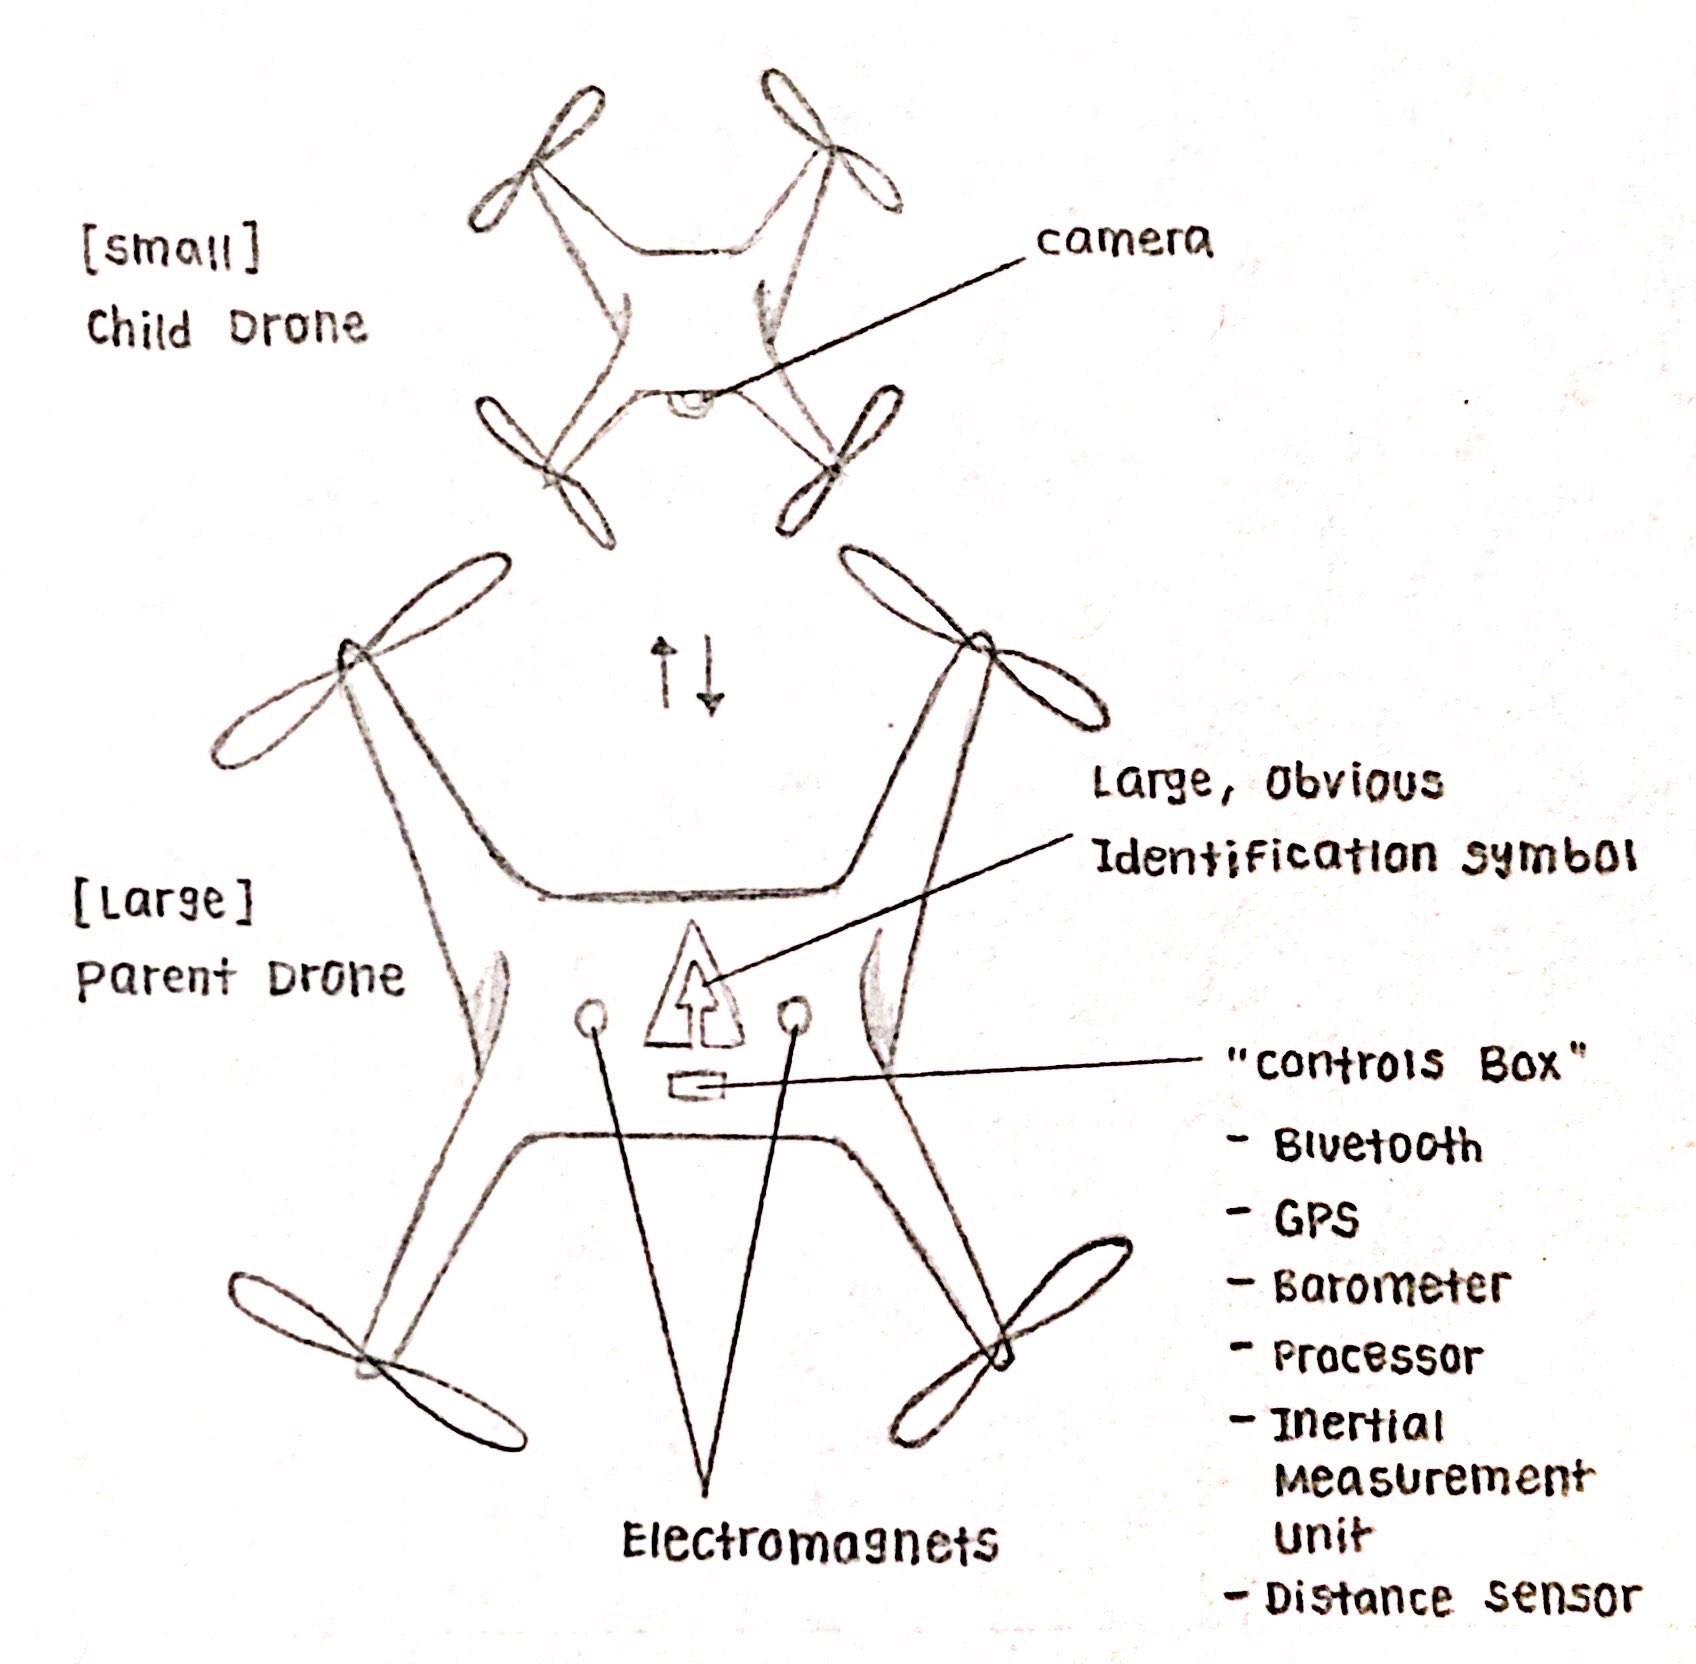 [small]
Child Drone
camera
Large, Obvious
Identification symbol
[Large]
Parent Drone
"Controls Box"
- Bluetooth
- GPS
- Barometer
- Processor
- Inertial
Measurement
Unit
- Distance sensor
Electromagnets